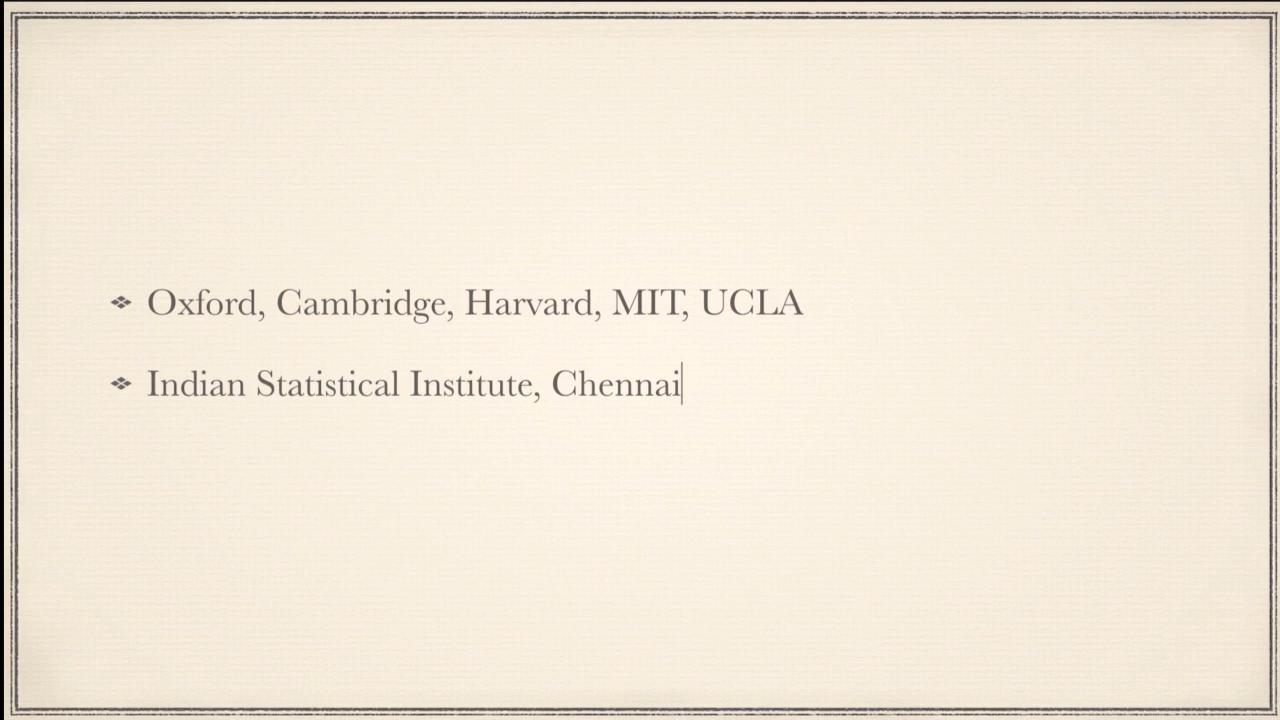 Oxford, Cambridge, Harvard, MIT, UCLA
Indian Statistical Institute, Chennai